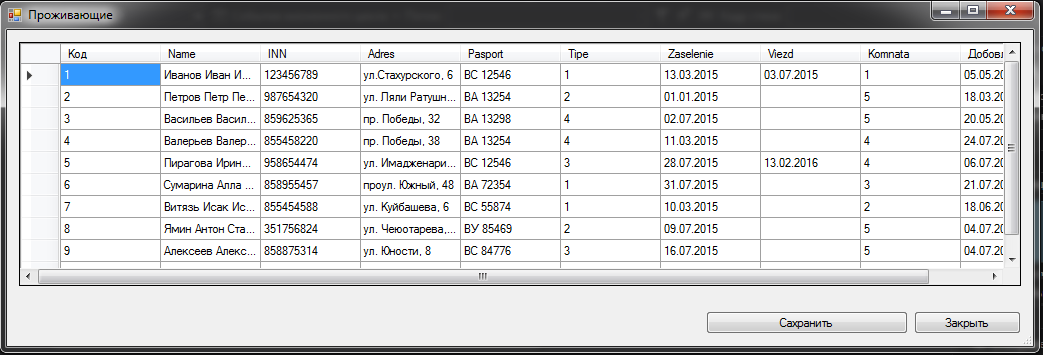 Проживающие
Код Name INN Adres Pasport Tipe Zaselenie Viezd Komnata Добавл
1 Иванов Иван И... 123456789 ул.Стахурского, 6 ВС 12546 1 13.03.2015 03.07.2015 1 05.05.20
2 Петров Петр Пе... 987654320 ул. Ляли Ратушн... ВА 13254 2 01.01.2015 5 18.03.20
3 Васильев Васил... 859625365 пр. Победы, 32 ВА 13298 4 02.07.2015 5 20.05.20
4 Валерьев Валер... 855458220 пр. Победы, 38 ВА 13254 4 11.03.2015 4 24.07.20
5 Пирагова Ирин... 958654474 ул. Имадженари... ВС 12546 3 28.07.2015 13.02.2016 4 06.07.20
6 Сумарина Алла ... 858955457 проул. Южный, 48 ВА 72354 1 31.07.2015 3 21.07.20
7 Витязь Исак Ис... 855454588 ул. Куйбашева, 6 ВС 55874 1 10.03.2015 2 18.06.20
8 Ямин Антон Ста... 351756824 ул. Чеюотарева,... ВУ 85469 2 09.07.2015 5 04.07.20
9 Алексеев Алекс... 858875314 ул. Юности, 8 ВС 84776 3 16.07.2015 5 04.07.20
Сахранить Закрыть